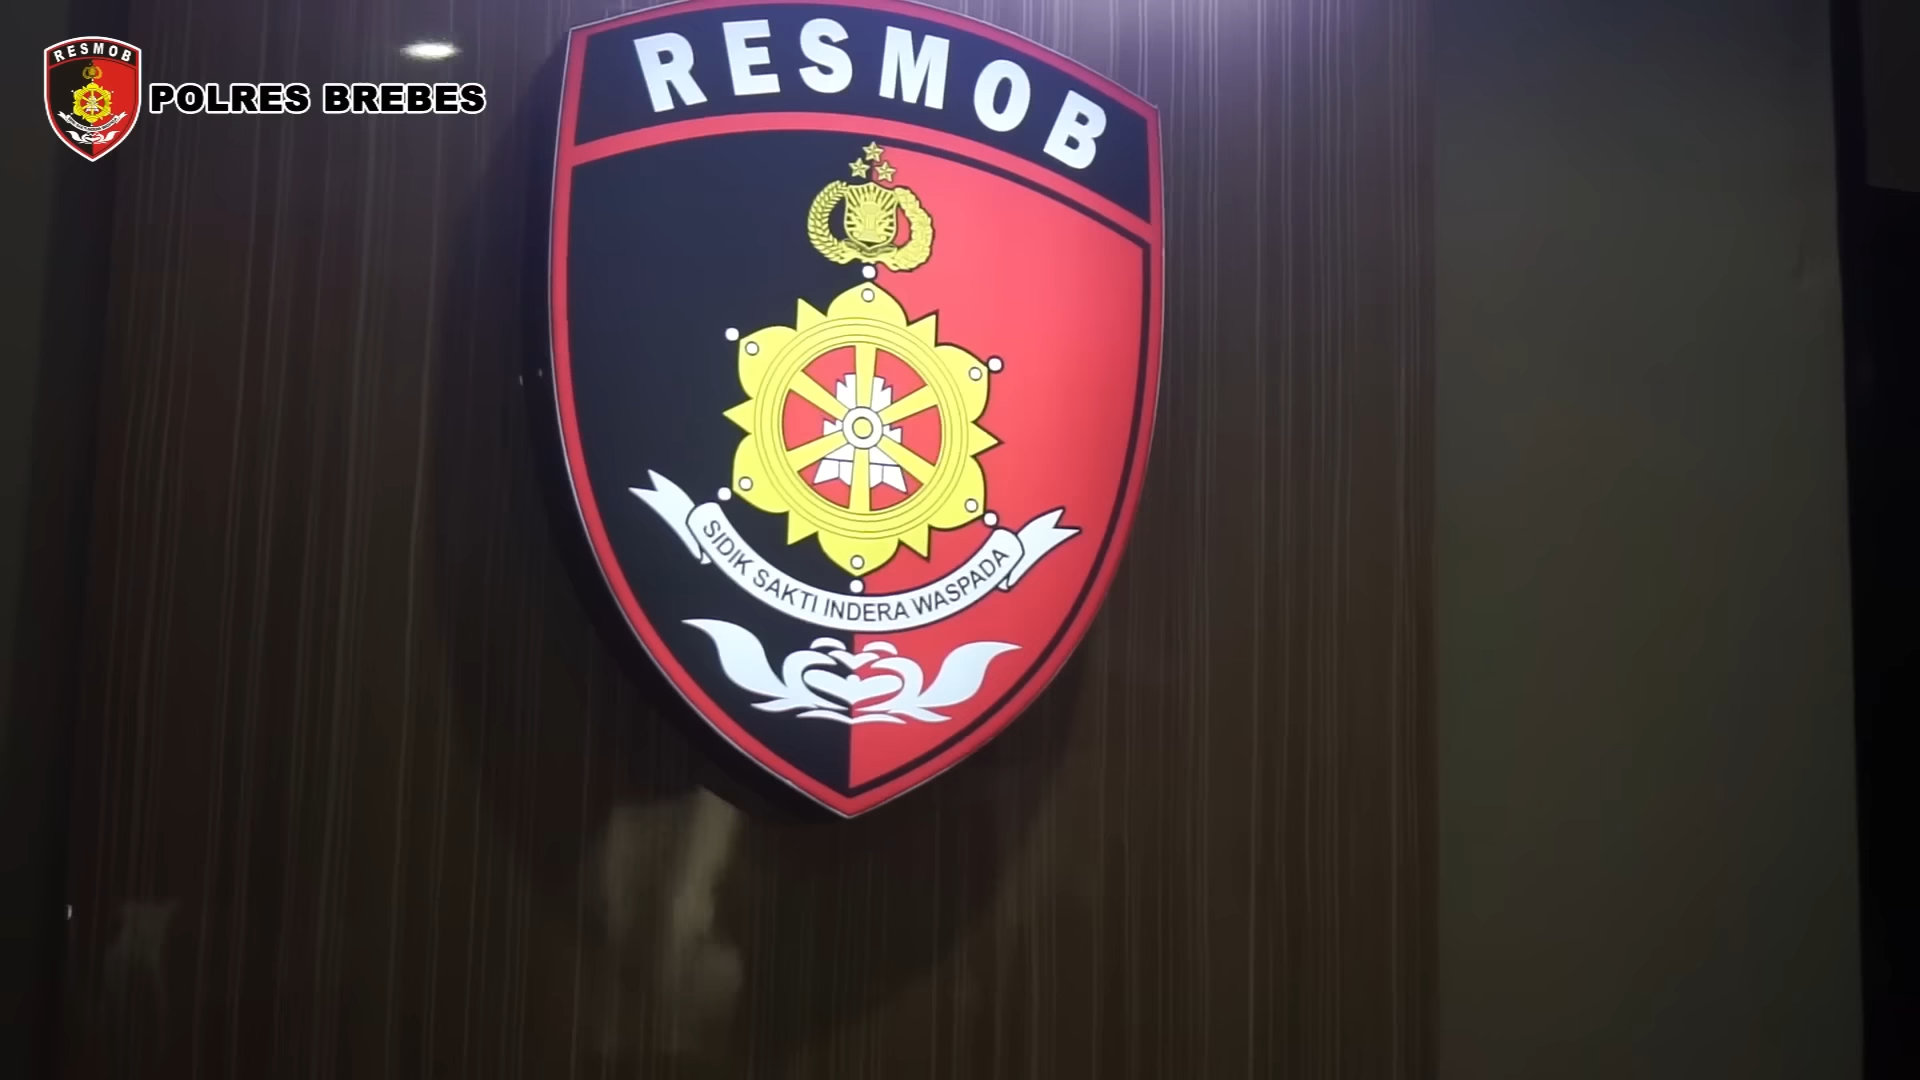 RESMOB
POLRES BREBES
RESMOB
SIDIK SAKTI INDERA WASPADA